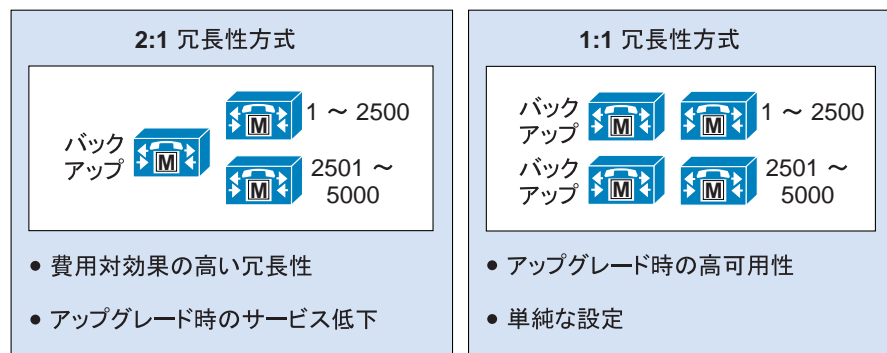 2:1 冗長性方式
バック
アップ
M
M
1 ～ 2500
M
2501 ～
5000
● 費用対効果の高い冗長性
● アップグレード時のサービス低下
1:1 冗長性方式
バック
アップ
M
M
1 ～ 2500
バック
アップ
M
M
2501 ～
5000
● アップグレード時の高可用性
● 単純な設定